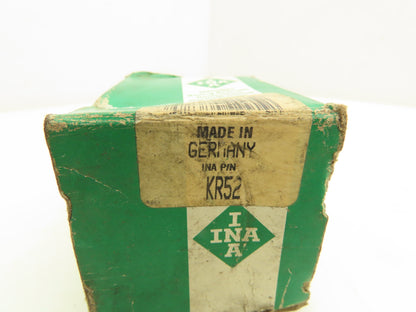 MADE IN
GERMANY
INA P/N
KR52
I
INA
A